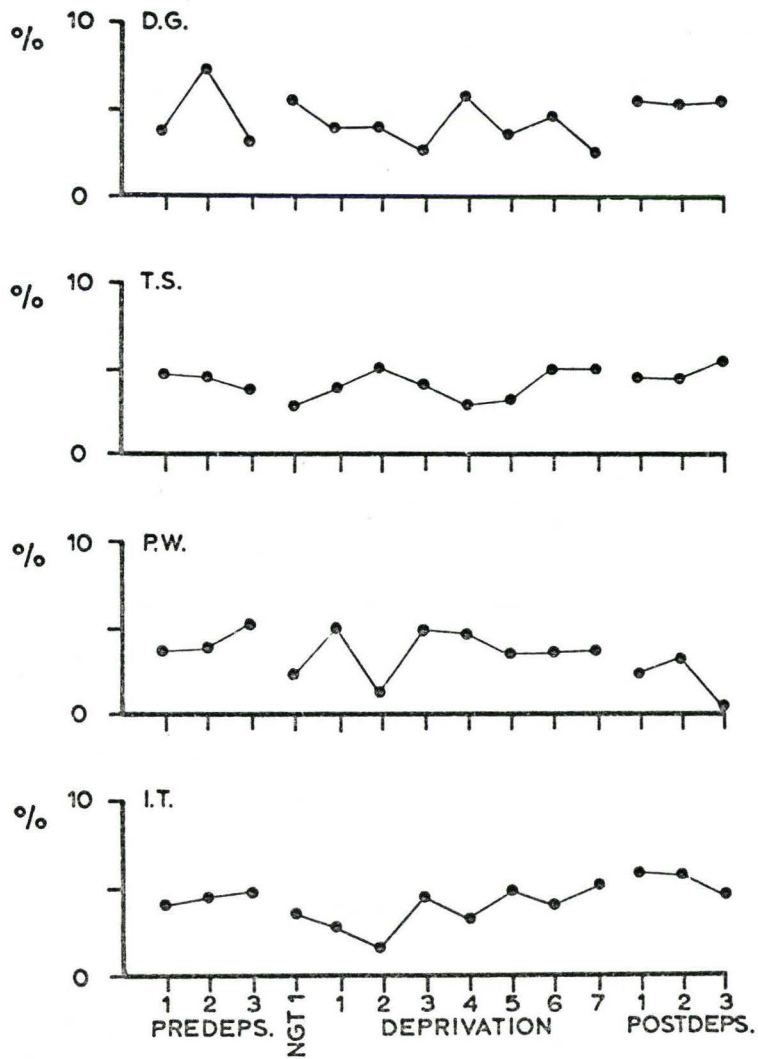 10 D.G.
%
0
10 T.S.
%
0
10 P.W.
%
0
10 I.T.
%
0
1 2 3 NGT 1 1 2 3 4 5 6 7 1 2 3
PREDEPS. DEPRIVATION POSTDEPS.